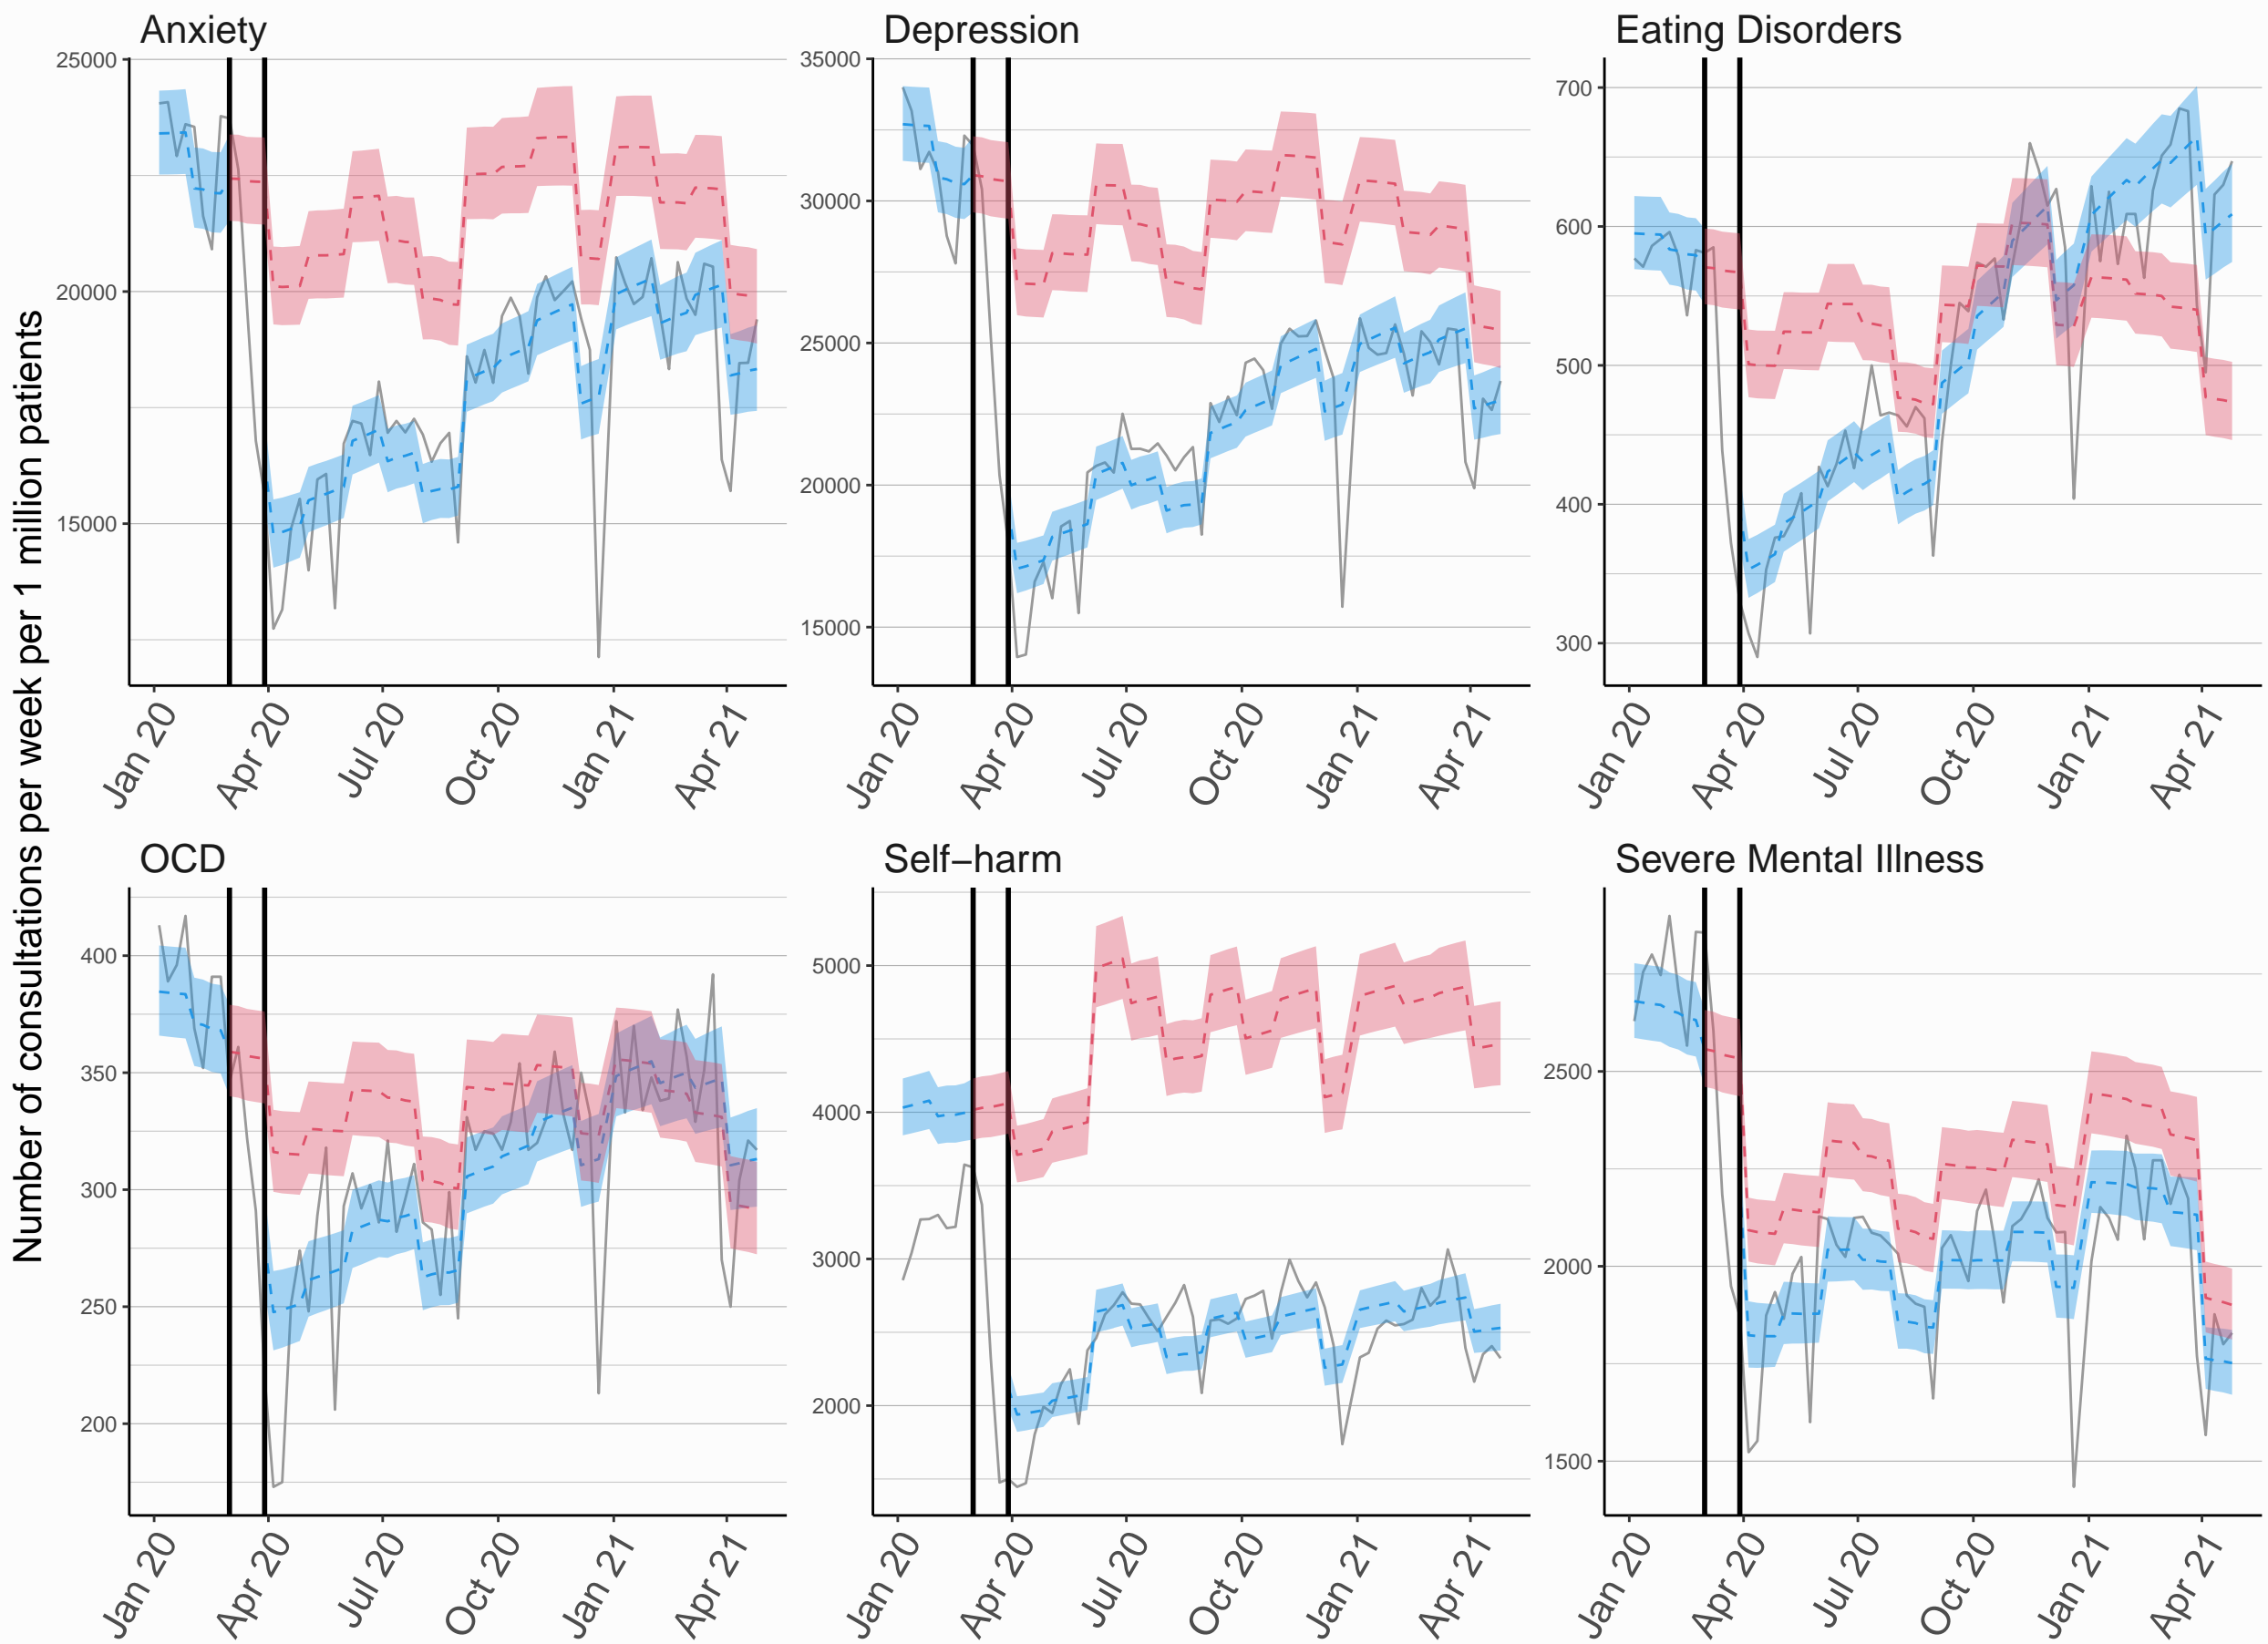 Number of consultations per week per 1 million patients
Anxiety
25000
20000
15000
Jan 20
Apr 20
Jul 20
Oct 20
Jan 21
Apr 21
Depression
35000
30000
25000
20000
15000
Jan 20
Apr 20
Jul 20
Oct 20
Jan 21
Apr 21
Eating Disorders
700
600
500
400
300
Jan 20
Apr 20
Jul 20
Oct 20
Jan 21
Apr 21
OCD
400
350
300
250
200
Jan 20
Apr 20
Jul 20
Oct 20
Jan 21
Apr 21
Self−harm
5000
4000
3000
2000
Jan 20
Apr 20
Jul 20
Oct 20
Jan 21
Apr 21
Severe Mental Illness
2500
2000
1500
Jan 20
Apr 20
Jul 20
Oct 20
Jan 21
Apr 21